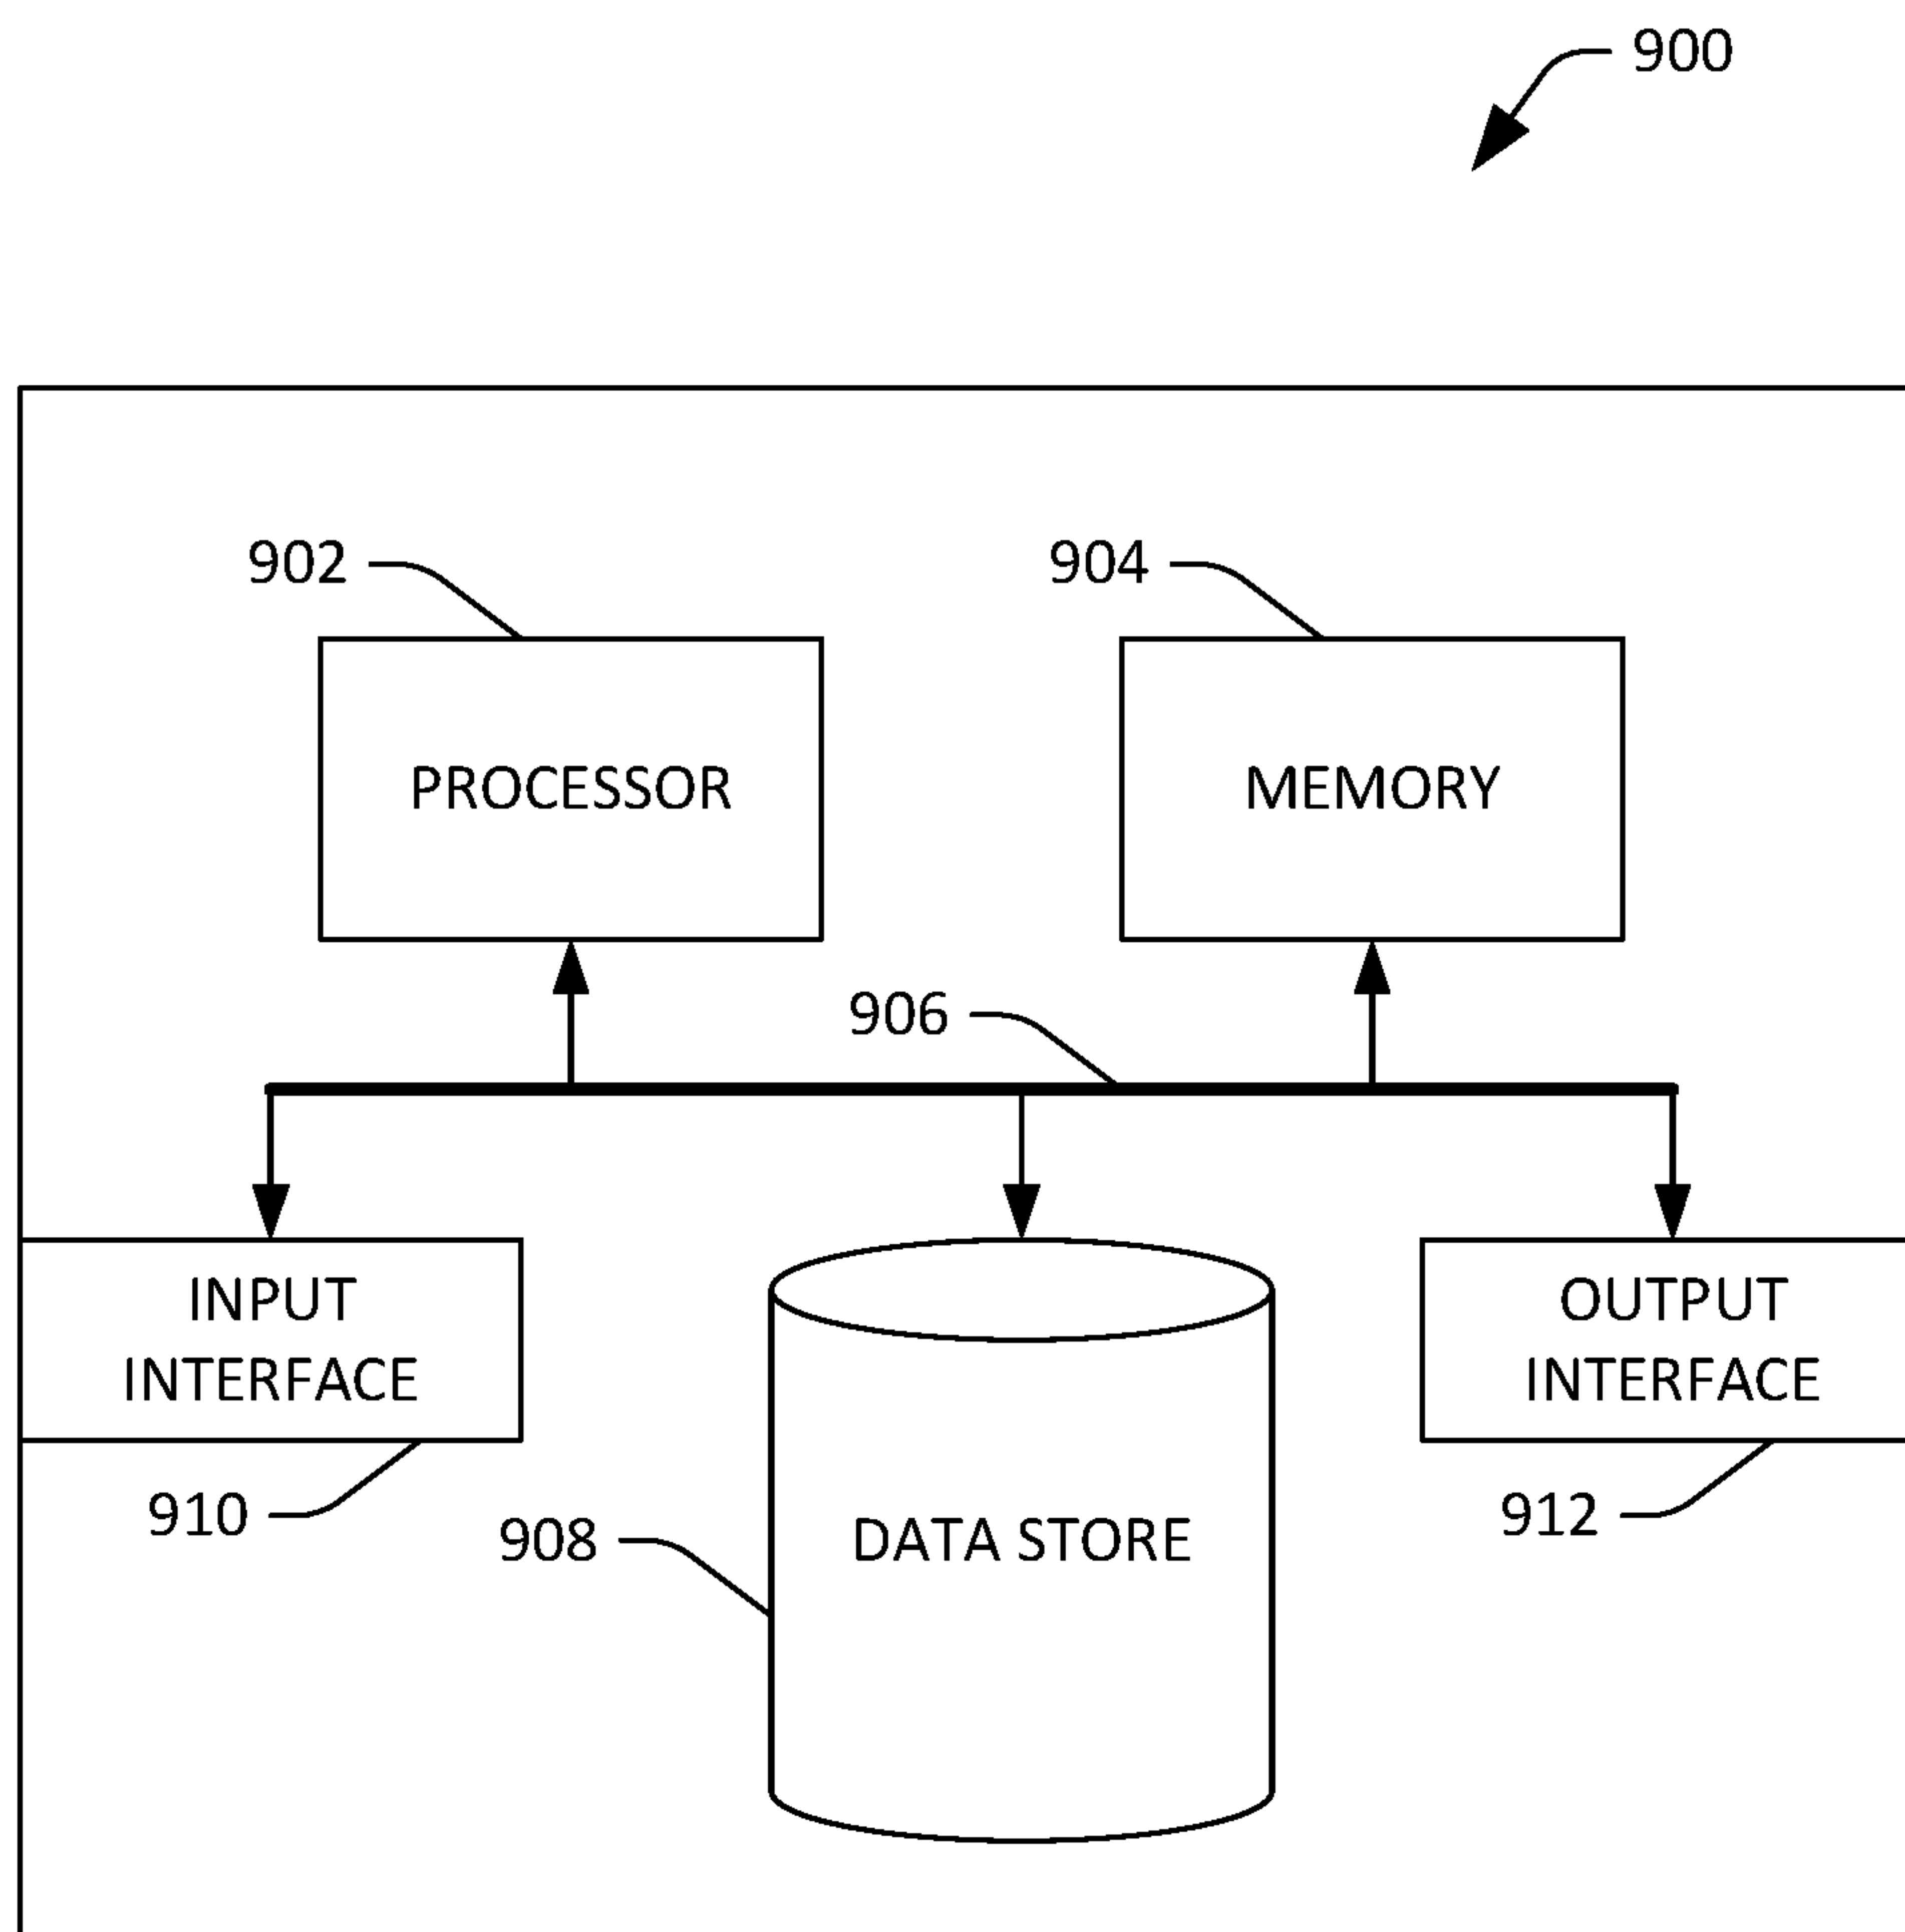 900
902
904
PROCESSOR
MEMORY
906
INPUT
INTERFACE
OUTPUT
INTERFACE
910
908
DATA STORE
912